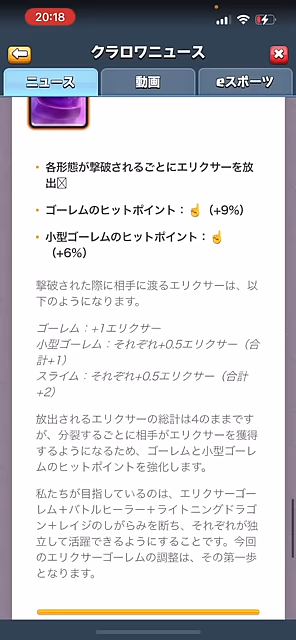 20:18
クラロワニュース
ニュース
動画
eスポーツ
• 各形態が撃破されるごとにエリクサーを放
出
• ゴーレムのヒットポイント：☝（+9%）
• 小型ゴーレムのヒットポイント：☝
（+6%）
撃破された際に相手に渡るエリクサーは、以
下のようになります。
ゴーレム：+1エリクサー
小型ゴーレム：それぞれ+0.5エリクサー（合
計+1）
スライム：それぞれ+0.5エリクサー（合計
+2）
放出されるエリクサーの総計は4のままです
が、分裂するごとに相手がエリクサーを獲得
するようになるため、ゴーレムと小型ゴーレ
ムのヒットポイントを強化します。
私たちが目指しているのは、エリクサーゴー
レム+バトルヒーラー+ライトニングドラゴ
ン+レイジのしがらみを断ち、それぞれが独
立して活躍できるようにすることです。今回
のエリクサーゴーレムの調整は、その第一歩
となります。